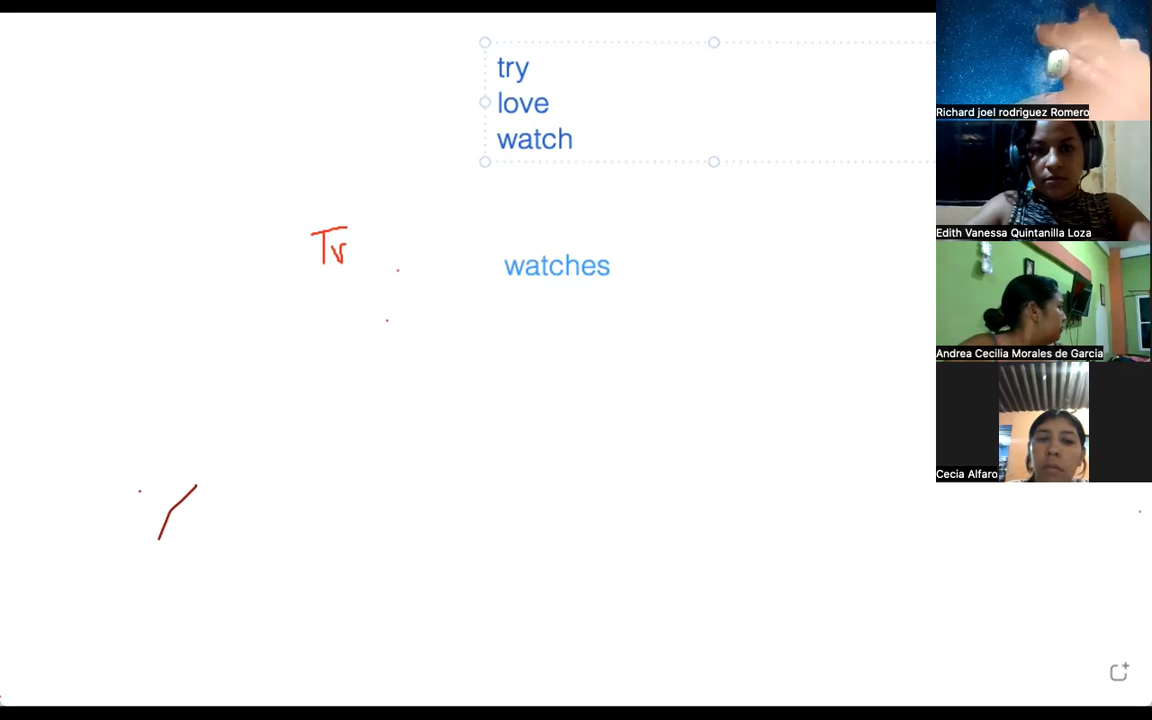 try
love
watch
Tr
watches
Richard joel rodriguez Romero
Edith Vanessa Quintanilla Loza
Andrea Cecilia Morales de Garcia
Cecia Alfaro